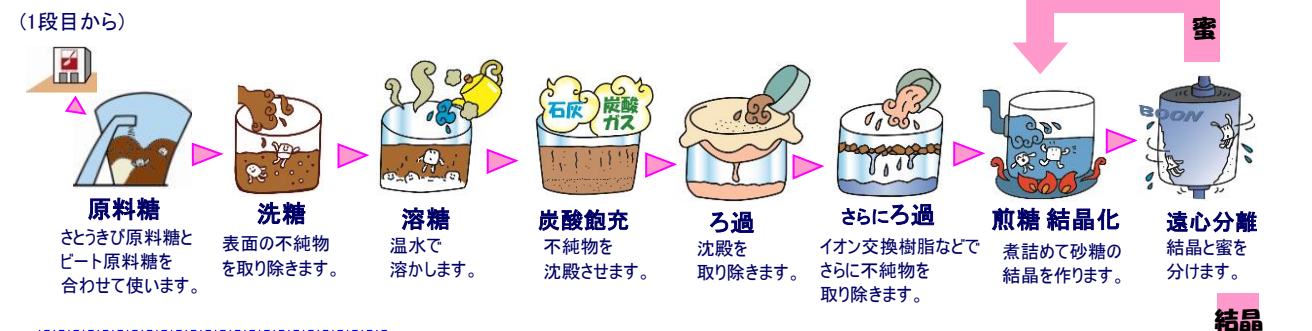 (1段目から)
蜜
石灰
炭酸
ガス
BOON
原料糖
さとうきび原料糖と
ビート原料糖を
合わせて使います。
洗糖
表面の不純物
を取り除きます。
溶糖
温水で
溶かします。
炭酸飽充
不純物を
沈殿させます。
ろ過
沈殿を
取り除きます。
さらにろ過
イオン交換樹脂などで
さらに不純物を
取り除きます。
煎糖 結晶化
煮詰めて砂糖の
結晶を作ります。
遠心分離
結晶と蜜を
分けます。
結晶